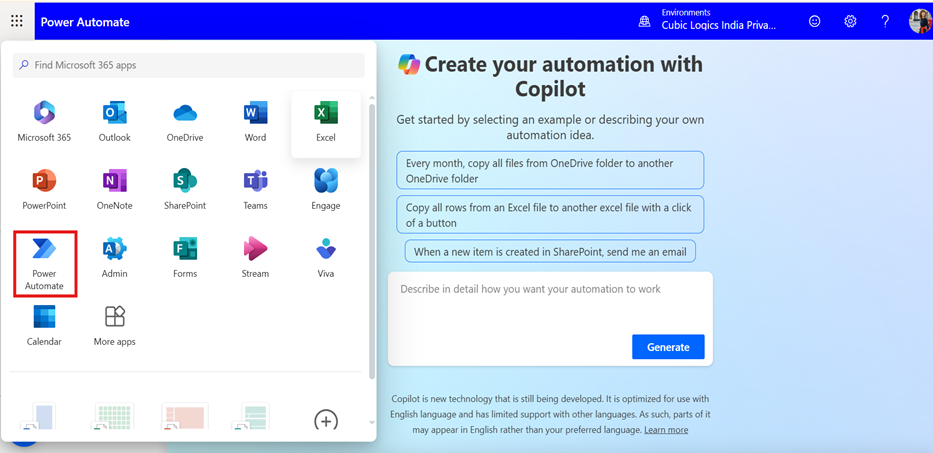 Power Automate
Environments
Cubic Logics India Priva...
?
Find Microsoft 365 apps
Microsoft 365
Outlook
OneDrive
Word
Excel
PowerPoint
OneNote
SharePoint
Teams
Engage
Power
Automate
Admin
Forms
Stream
Viva
Calendar
More apps
Create your automation with
Copilot
Get started by selecting an example or describing your own
automation idea.
Every month, copy all files from OneDrive folder to another
OneDrive folder
Copy all rows from an Excel file to another excel file with a click
of a button
When a new item is created in SharePoint, send me an email
Describe in detail how you want your automation to work
Generate
Copilot is new technology that is still being developed. It is optimized for use with
English language and has limited support with other languages. As such, parts of it
may appear in English rather than your preferred language. Learn more